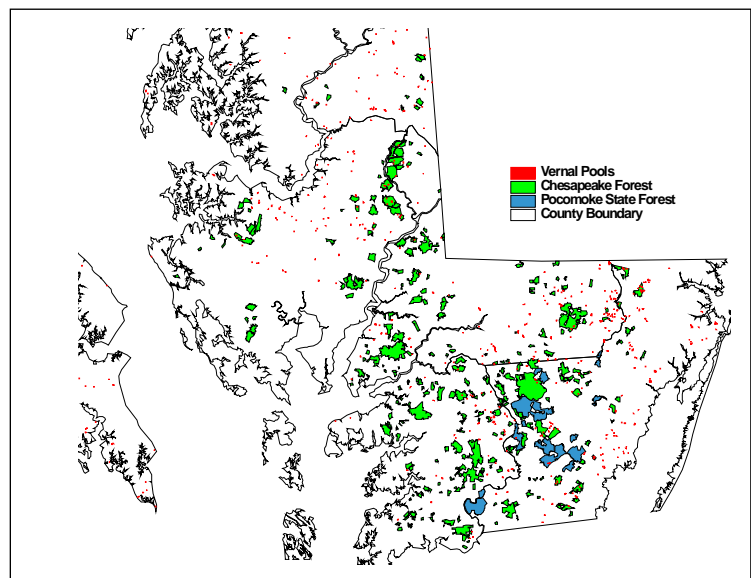 Vernal Pools
Chesapeake Forest
Pocomoke State Forest
County Boundary